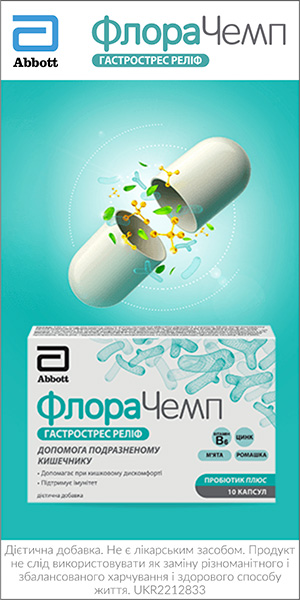 Abbott
ФлораЧемп
ГАСТРОСТРЕС РЕЛІФ
Abbott
ФлораЧемп
ГАСТРОСТРЕС РЕЛІФ
ДОПОМОГА ПОДРАЗНЕНОМУ
КИШЕЧНИКУ
• Допомагає при кишковому дискомфорті
• Підтримує імунітет
дієтична добавка
ВІТАМІН
B6
ЦИНК
М'ЯТА
РОМАШКА
ПРОБІОТИК ПЛЮС
10 КАПСУЛ
Дієтична добавка. Не є лікарським засобом. Продукт
не слід використовувати як заміну різноманітного і
збалансованого харчування і здорового способу
життя. UKR2212833